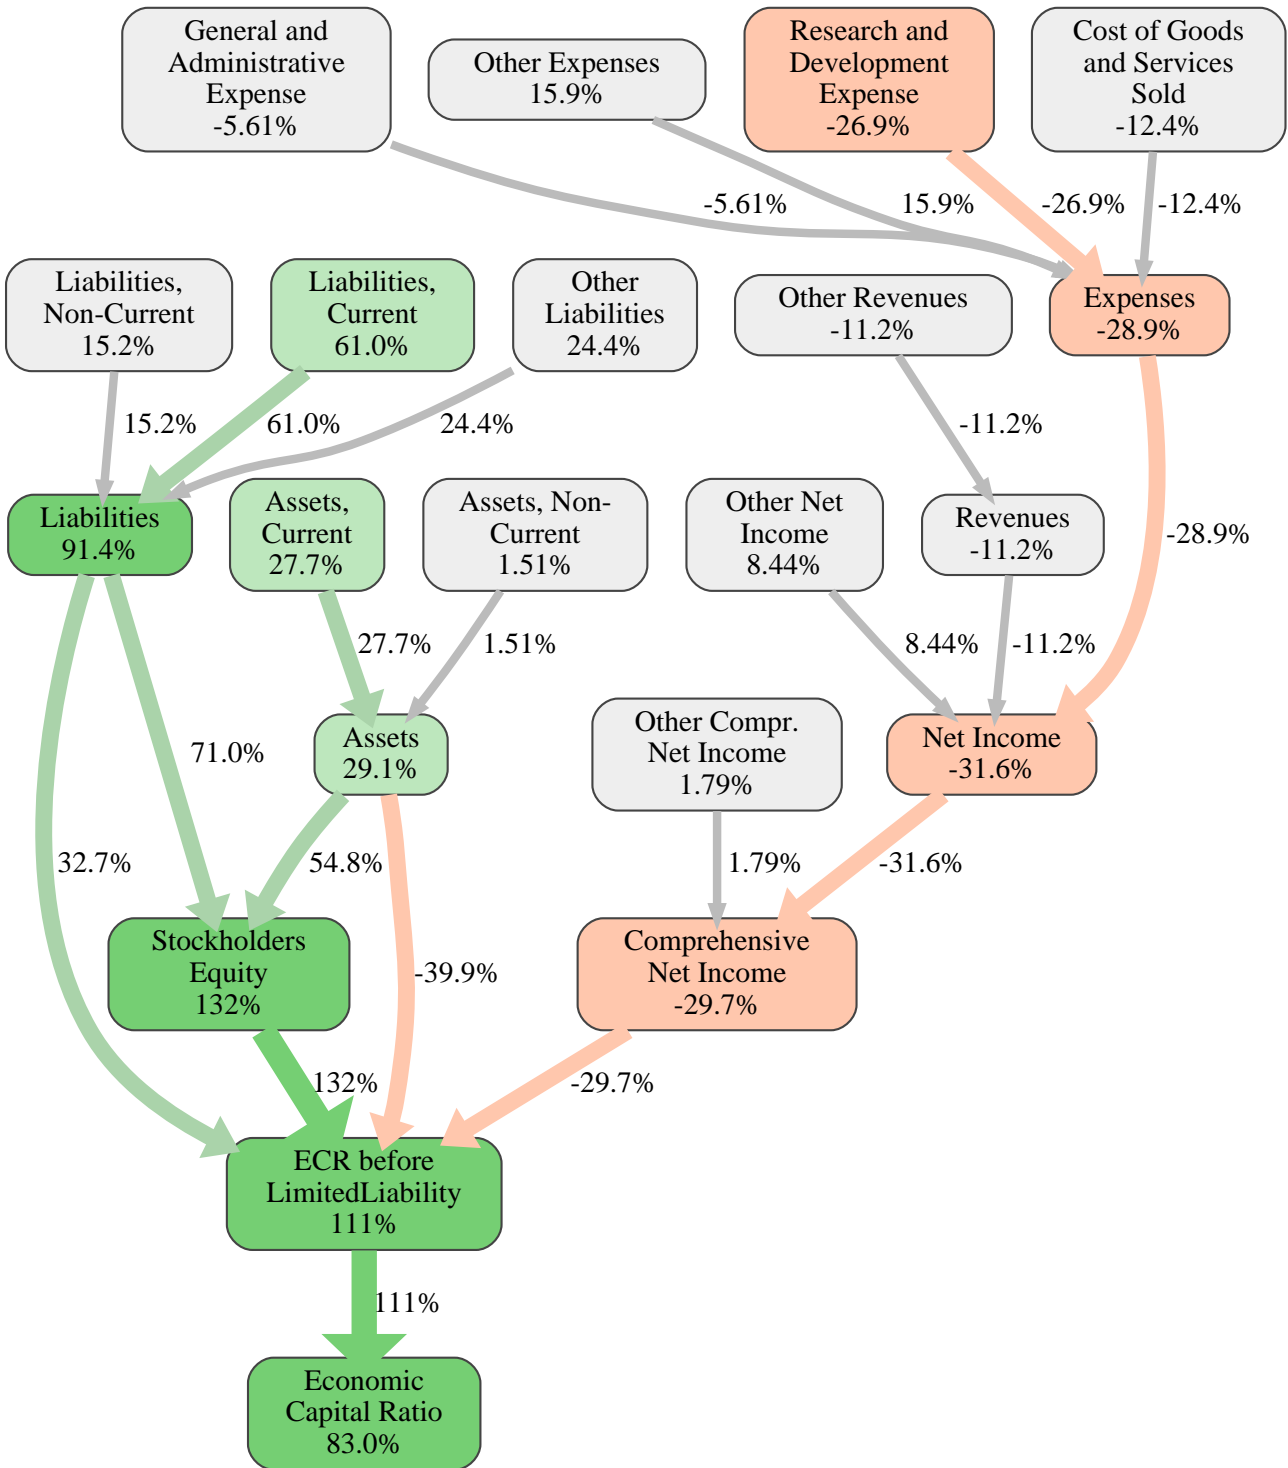 General and
Administrative
Expense
-5.61%
Other Expenses
15.9%
Research and
Development
Expense
-26.9%
Cost of Goods
and Services
Sold
-12.4%
-5.61%
15.9%
-26.9%
-12.4%
Liabilities,
Non-Current
15.2%
Liabilities,
Current
61.0%
Other
Liabilities
24.4%
Other Revenues
-11.2%
Expenses
-28.9%
15.2%
61.0%
24.4%
-11.2%
Liabilities
91.4%
Assets,
Current
27.7%
Assets, Non-
Current
1.51%
Other Net
Income
8.44%
Revenues
-11.2%
-28.9%
27.7%
1.51%
8.44%
-11.2%
71.0%
Assets
29.1%
Other Compr.
Net Income
1.79%
Net Income
-31.6%
32.7%
54.8%
1.79%
-31.6%
Stockholders
Equity
132%
-39.9%
Comprehensive
Net Income
-29.7%
132%
-29.7%
ECR before
LimitedLiability
111%
111%
Economic
Capital Ratio
83.0%